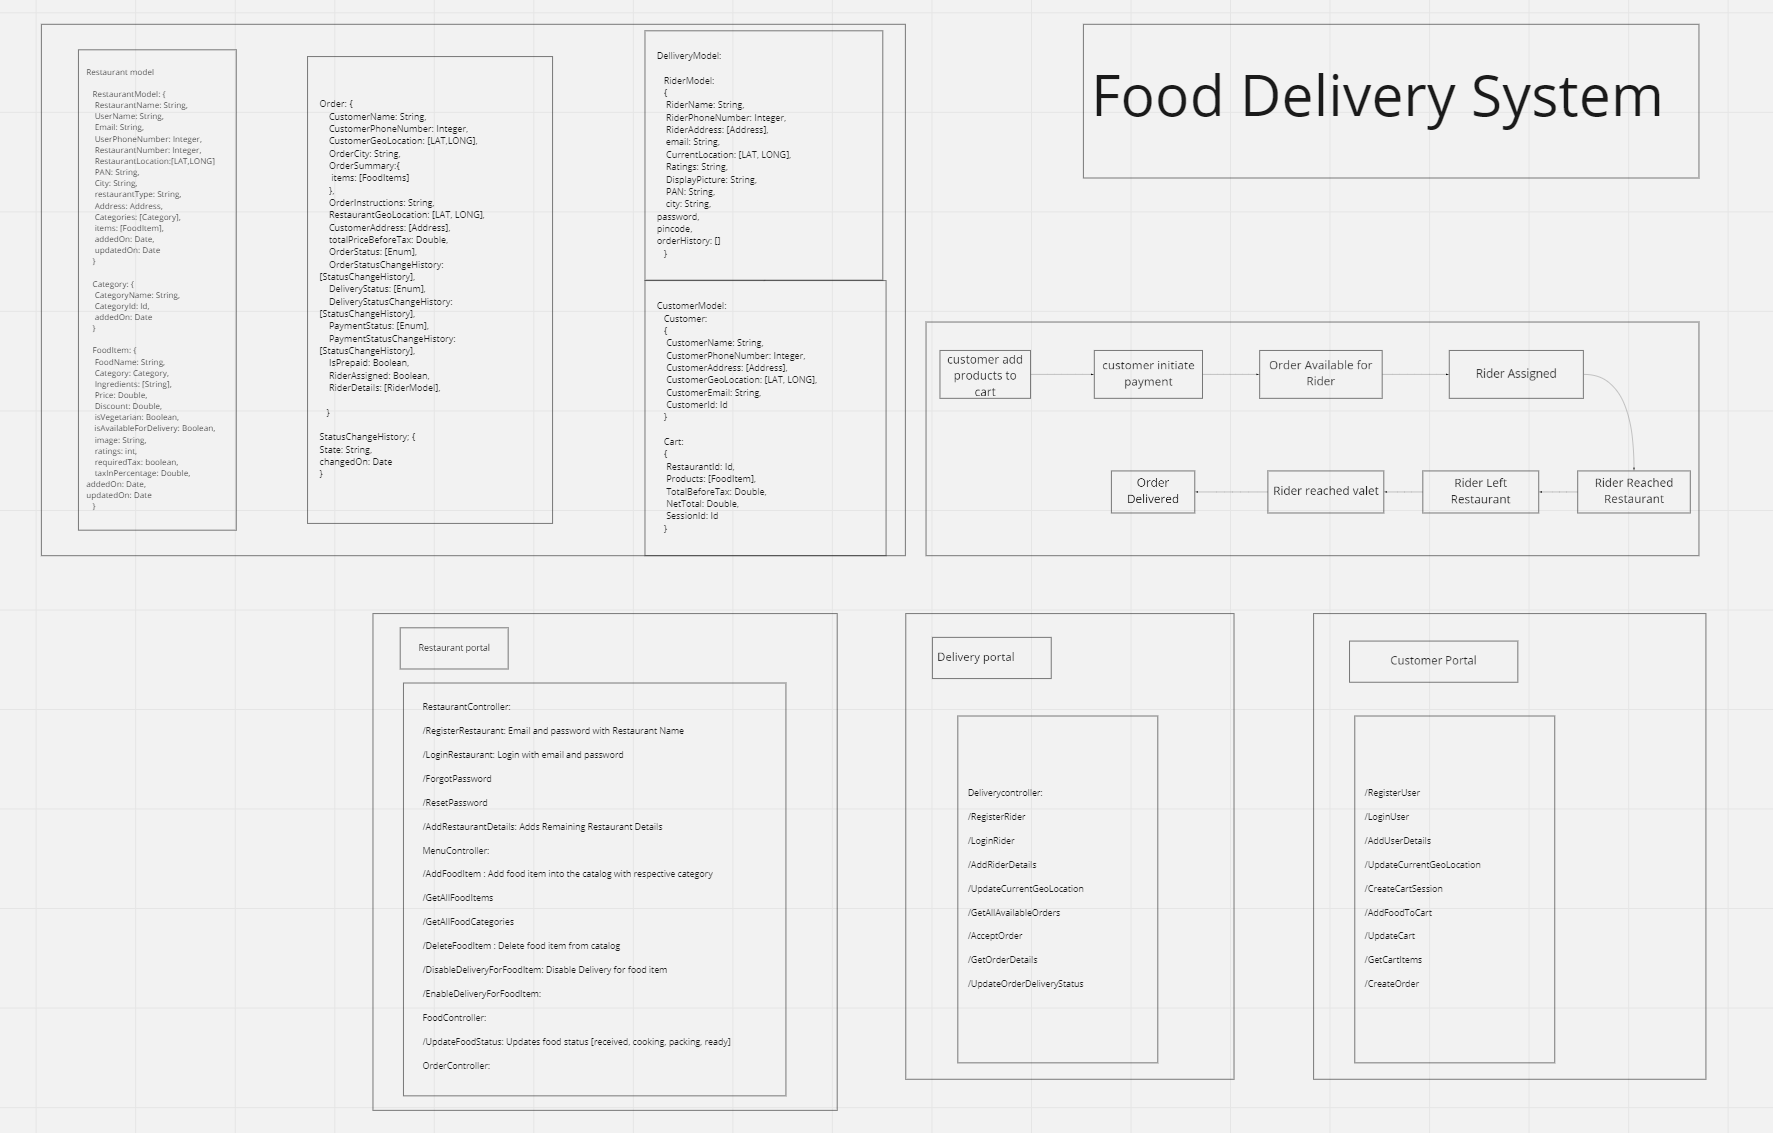 Restaurant model
RestaurantModel: {
RestaurantName: String,
UserName: String,
Email: String,
UserPhoneNumber: Integer,
RestaurantNumber: Integer,
RestaurantLocation:[LAT,LONG]
PAN: String,
City: String,
restaurantType: String,
Address: Address,
Categories: [Category],
items: [FoodItem],
addedOn: Date,
updatedOn: Date
}
Category: {
CategoryName: String,
CategoryId: Id,
addedOn: Date
}
FoodItem: {
FoodName: String,
Category: Category,
Ingredients: [String],
Price: Double,
Discount: Double,
isVegetarian: Boolean,
isAvailableForDelivery: Boolean,
image: String,
ratings: int,
requiredTax: boolean,
taxInPercentage: Double,
addedOn: Date,
updatedOn: Date
}
Order: {
CustomerName: String,
CustomerPhoneNumber: Integer,
CustomerGeoLocation: [LAT,LONG],
OrderCity: String,
OrderSummary:{
items: [FoodItems]
},
OrderInstructions: String,
RestaurantGeoLocation: [LAT, LONG],
CustomerAddress: [Address],
totalPriceBeforeTax: Double,
OrderStatus: [Enum],
OrderStatusChangeHistory:
[StatusChangeHistory],
DeliveryStatus: [Enum],
DeliveryStatusChangeHistory:
[StatusChangeHistory],
PaymentStatus: [Enum],
PaymentStatusChangeHistory:
[StatusChangeHistory],
IsPrepaid: Boolean,
RiderAssigned: Boolean,
RiderDetails: [RiderModel],
}
StatusChangeHistory; {
State: String,
changedOn: Date
}
DelliveryModel:
RiderModel:
{
RiderName: String,
RiderPhoneNumber: Integer,
RiderAddress: [Address],
email: String,
CurrentLocation: [LAT, LONG],
Ratings: String,
DisplayPicture: String,
PAN: String,
city: String,
password,
pincode,
orderHistory: []
}
CustomerModel:
Customer:
{
CustomerName: String,
CustomerPhoneNumber: Integer,
CustomerAddress: [Address],
CustomerGeoLocation: [LAT, LONG],
CustomerEmail: String,
CustomerId: Id
}
Cart:
{
RestaurantId: Id,
Products: [FoodItem],
TotalBeforeTax: Double,
NetTotal: Double,
SessionId: Id
}
Food Delivery System
customer add
products to
cart
customer initiate
payment
Order Available for
Rider
Rider Assigned
Rider Reached
Restaurant
Rider Left
Restaurant
Rider reached valet
Order
Delivered
Restaurant portal
RestaurantController:
/RegisterRestaurant: Email and password with Restaurant Name
/LoginRestaurant: Login with email and password
/ForgotPassword
/ResetPassword
/AddRestaurantDetails: Adds Remaining Restaurant Details
MenuController:
/AddFoodItem : Add food item into the catalog with respective category
/GetAllFoodItems
/GetAllFoodCategories
/DeleteFoodItem : Delete food item from catalog
/DisableDeliveryForFoodItem: Disable Delivery for food item
/EnableDeliveryForFoodItem:
FoodController:
/UpdateFoodStatus: Updates food status [received, cooking, packing, ready]
OrderController:
Delivery portal
Deliverycontroller:
/RegisterRider
/LoginRider
/AddRiderDetails
/UpdateCurrentGeoLocation
/GetAllAvailableOrders
/AcceptOrder
/GetOrderDetails
/UpdateOrderDeliveryStatus
Customer Portal
/RegisterUser
/LoginUser
/AddUserDetails
/UpdateCurrentGeoLocation
/CreateCartSession
/AddFoodToCart
/UpdateCart
/GetCartItems
/CreateOrder